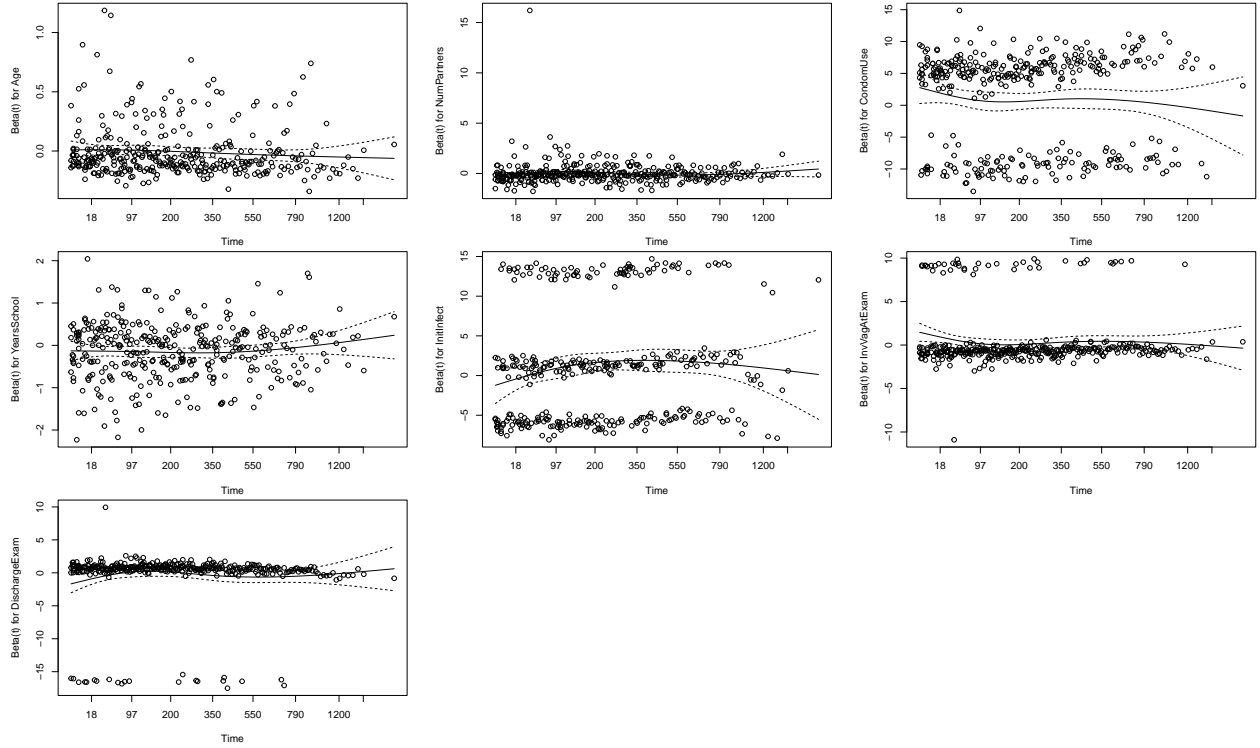 Beta(t) for Age
1.0
0.5
0.0
18 97 200 350 550 790 1200
Time
Beta(t) for NumPartners
15
10
5
0
18 97 200 350 550 790 1200
Time
Beta(t) for CondomUse
15
10
5
0
−5
−10
18 97 200 350 550 790 1200
Time
Beta(t) for YearsSchool
2
1
0
−1
−2
18 97 200 350 550 790 1200
Time
Beta(t) for InitInfect
15
10
5
0
−5
18 97 200 350 550 790 1200
Time
Beta(t) for InvVagAtExam
10
5
0
−5
−10
18 97 200 350 550 790 1200
Time
Beta(t) for DischargeExam
10
5
0
−5
−10
−15
18 97 200 350 550 790 1200
Time